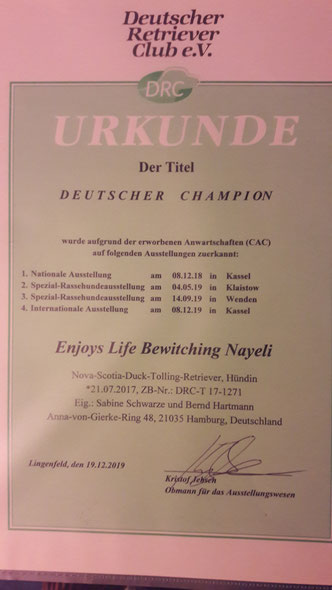 Deutscher
Retriever
Club e.V.
DRC
URKUNDE
Der Titel
DEUTSCHER CHAMPION
wurde aufgrund der erworbenen Anwartschaften (CAC)
auf folgenden Ausstellungen zuerkannt:
1. Nationale Ausstellung am 08.12.18 in Kassel
2. Spezial-Rassehundeausstellung am 04.05.19 in Klaistow
3. Spezial-Rassehundeausstellung am 14.09.19 in Wenden
4. Internationale Ausstellung am 08.12.19 in Kassel
Enjoys Life Bewitching Nayeli
Nova-Scotia-Duck-Tolling-Retriever, Hündin
*21.07.2017, ZB-Nr.: DRC-T 17-1271
Eig.: Sabine Schwarze und Bernd Hartmann
Anna-von-Gierke-Ring 48, 21035 Hamburg, Deutschland
Lingenfeld, den 19.12.2019
Kristof Jehsen
Obmann für das Ausstellungswesen